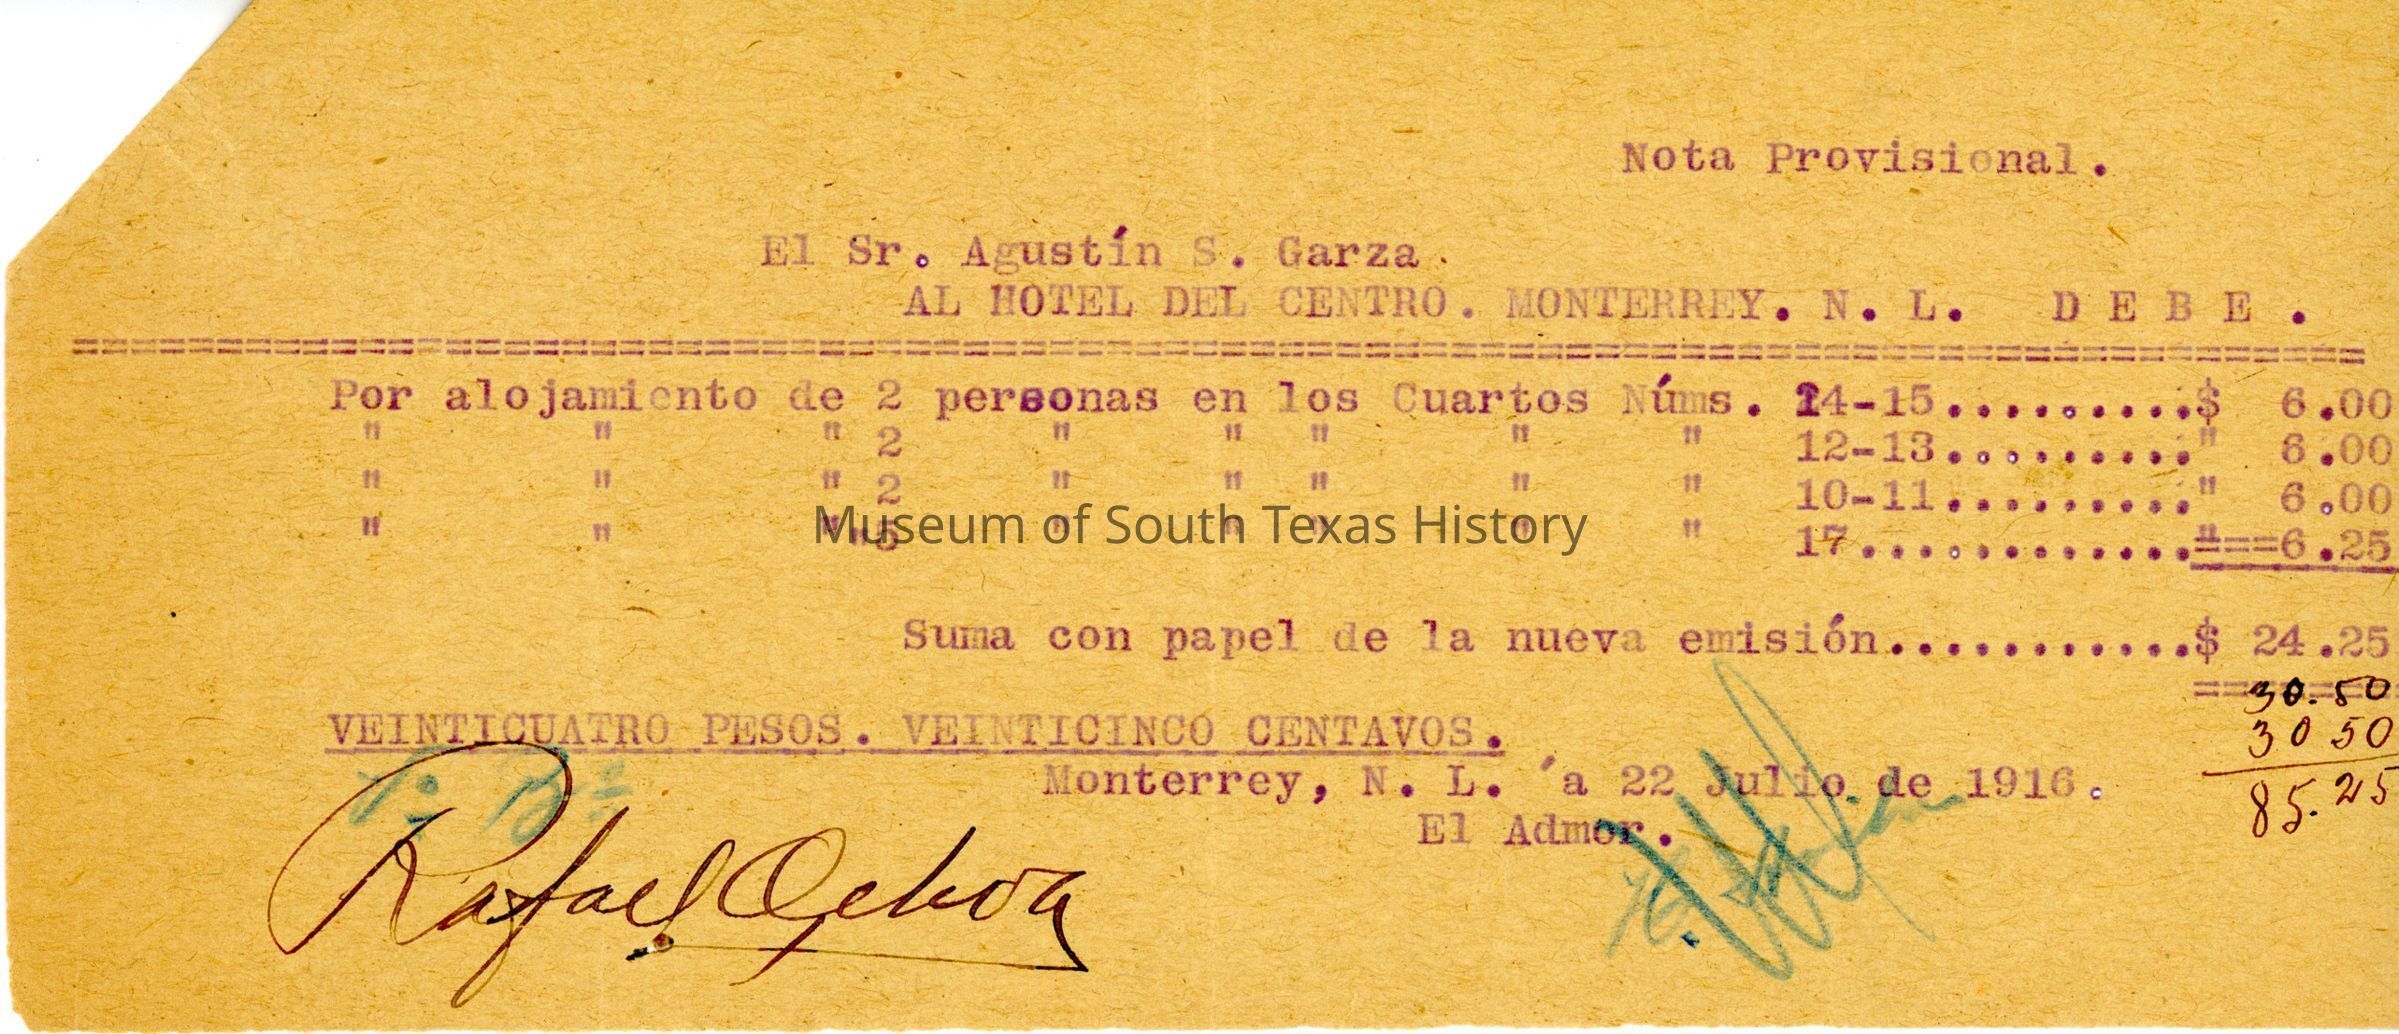 Nota Provisional.
El Sr. Agustín S. Garza.
AL HOTEL DEL CENTRO. MONTERREY. N. L. D E B E .
================================================================================
Por alojamiento de 2 personas en los Cuartos Núms. 14-15.........$ 6.00
" " " 2 " " " " " 12-13........." 6.00
" " " 2 " " " " " 10-11........." 6.00
" " " 5 " " " " " 17............"===6.25
Museum of South Texas History
Suma con papel de la nueva emisión...........$ 24.25
30.50
VEINTICUATRO PESOS. VEINTICINCO CENTAVOS.
30 50
Monterrey, N. L. ´a 22 Julio de 1916.
85.25
Vo. Bo.
El Admor.
Rafael Ochoa